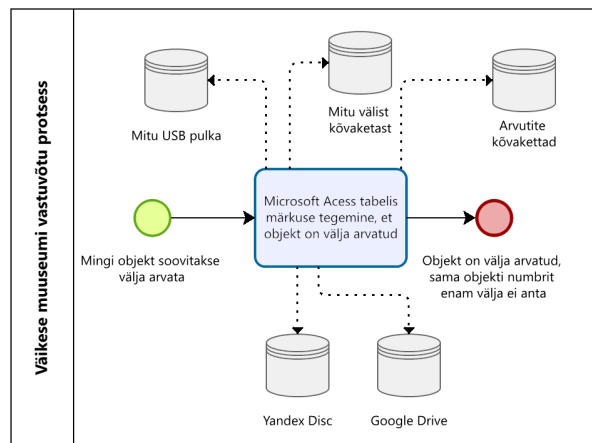 Väikese muuseumi vastuvõtu protsess
Mitu USB pulka
Mitu välist
kõvaketast
Arvutite
kõvakettad
Microsoft Acess tabelis
märkuse tegemine, et
objekt on välja arvatud
Mingi objekt soovitakse
välja arvata
Objekt on välja arvatud,
sama objekti numbrit
enam välja ei anta
Yandex Disc
Google Drive